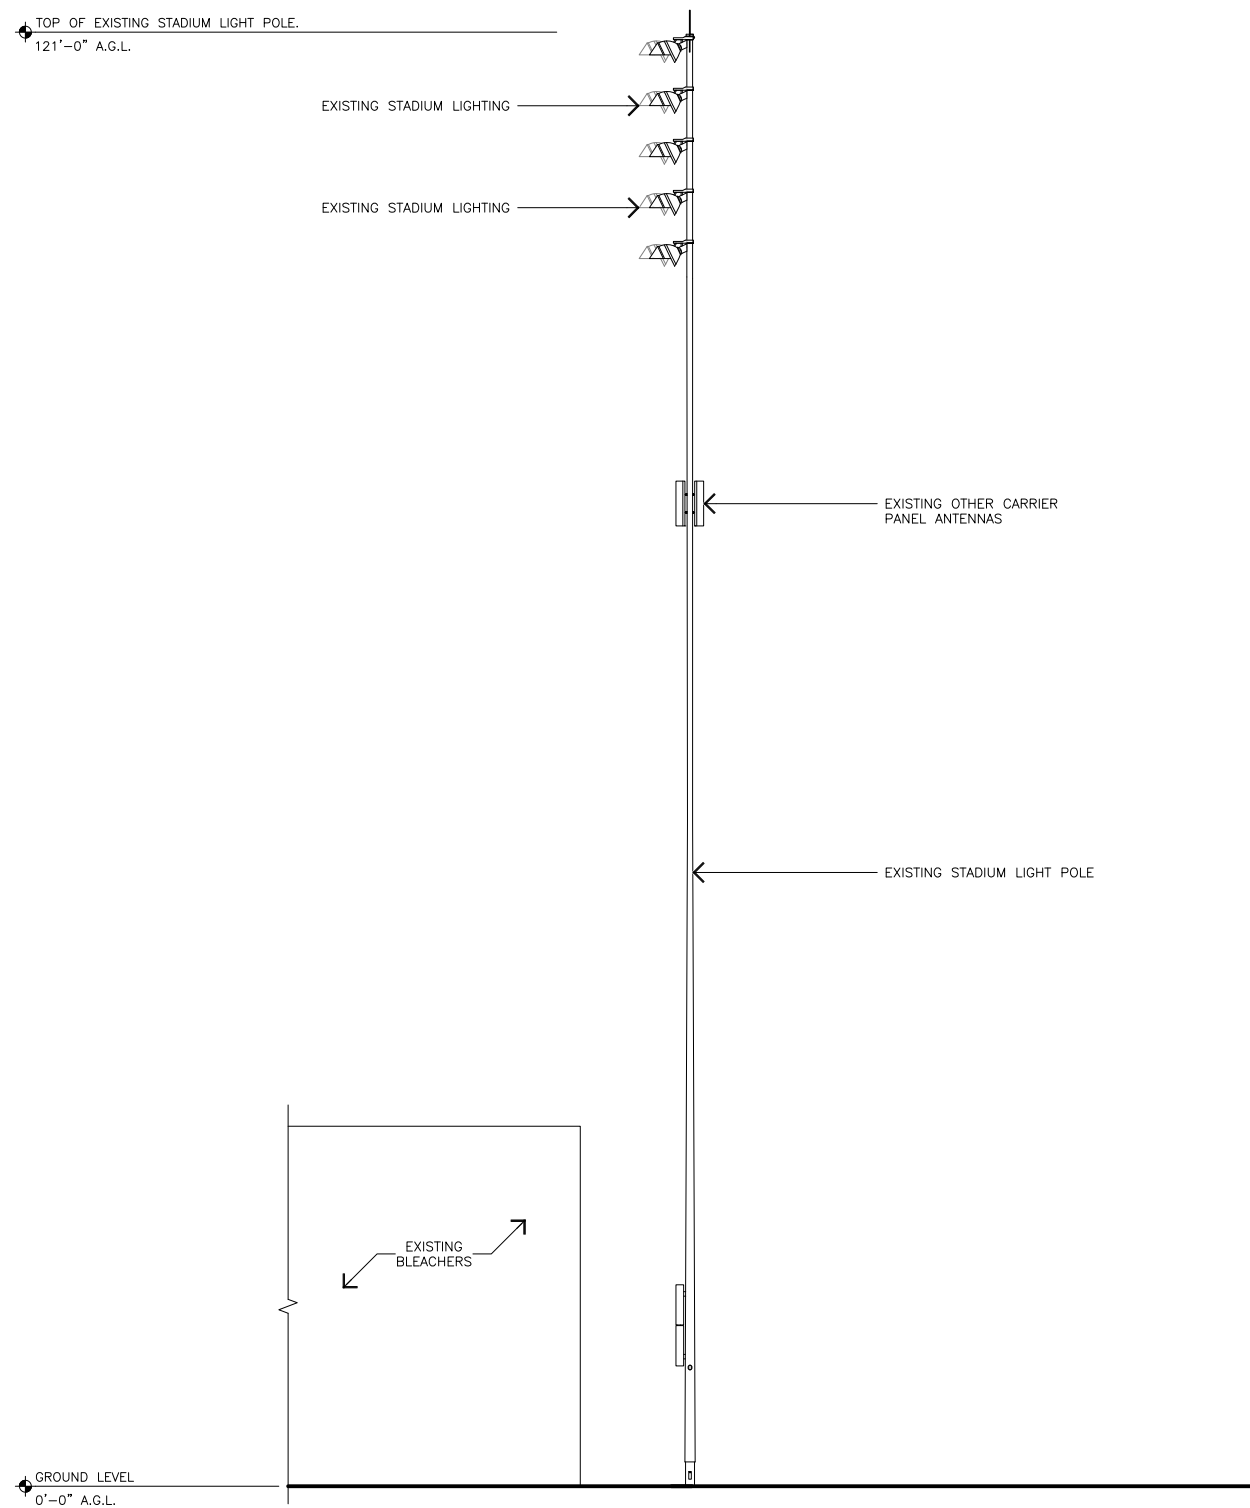 TOP OF EXISTING STADIUM LIGHT POLE.
121'-0" A.G.L.
EXISTING STADIUM LIGHTING
EXISTING STADIUM LIGHTING
EXISTING OTHER CARRIER
PANEL ANTENNAS
EXISTING STADIUM LIGHT POLE
EXISTING
BLEACHERS
GROUND LEVEL
0'-0" A.G.L.